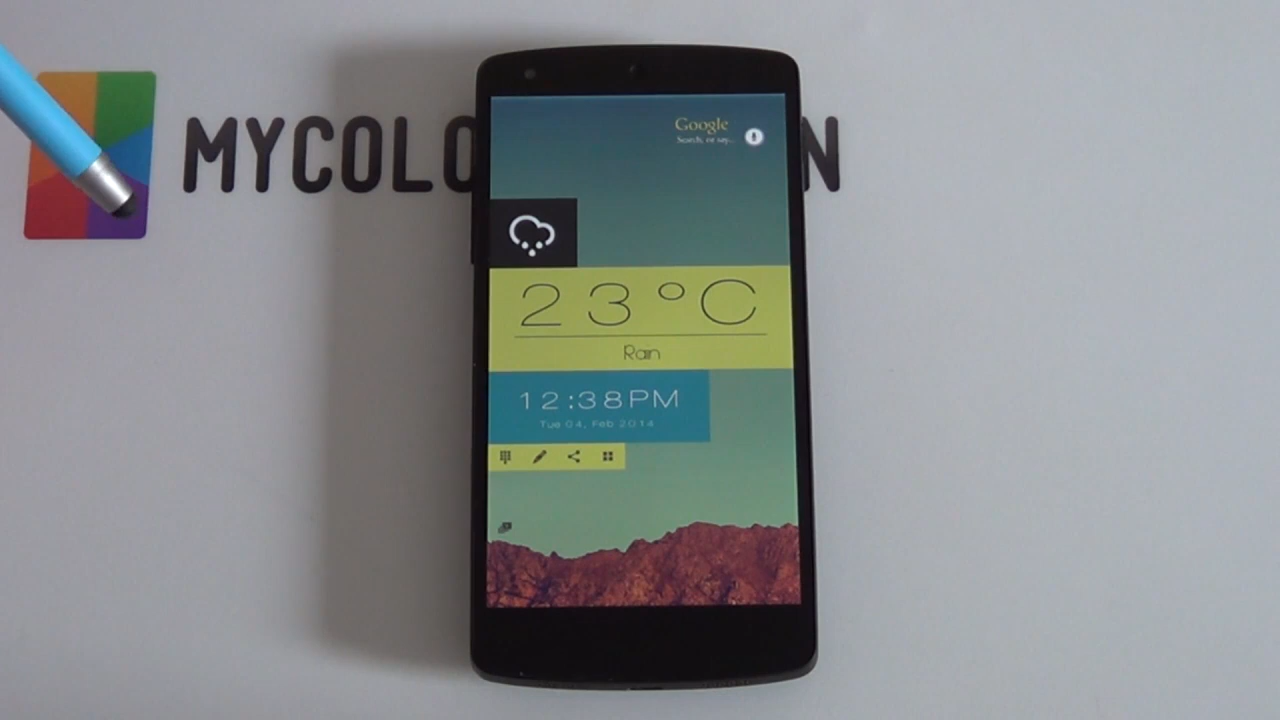 MYCOLO
N
Google
Search, or say...
23°C
Rain
12:38PM
Tue 04, Feb 2014